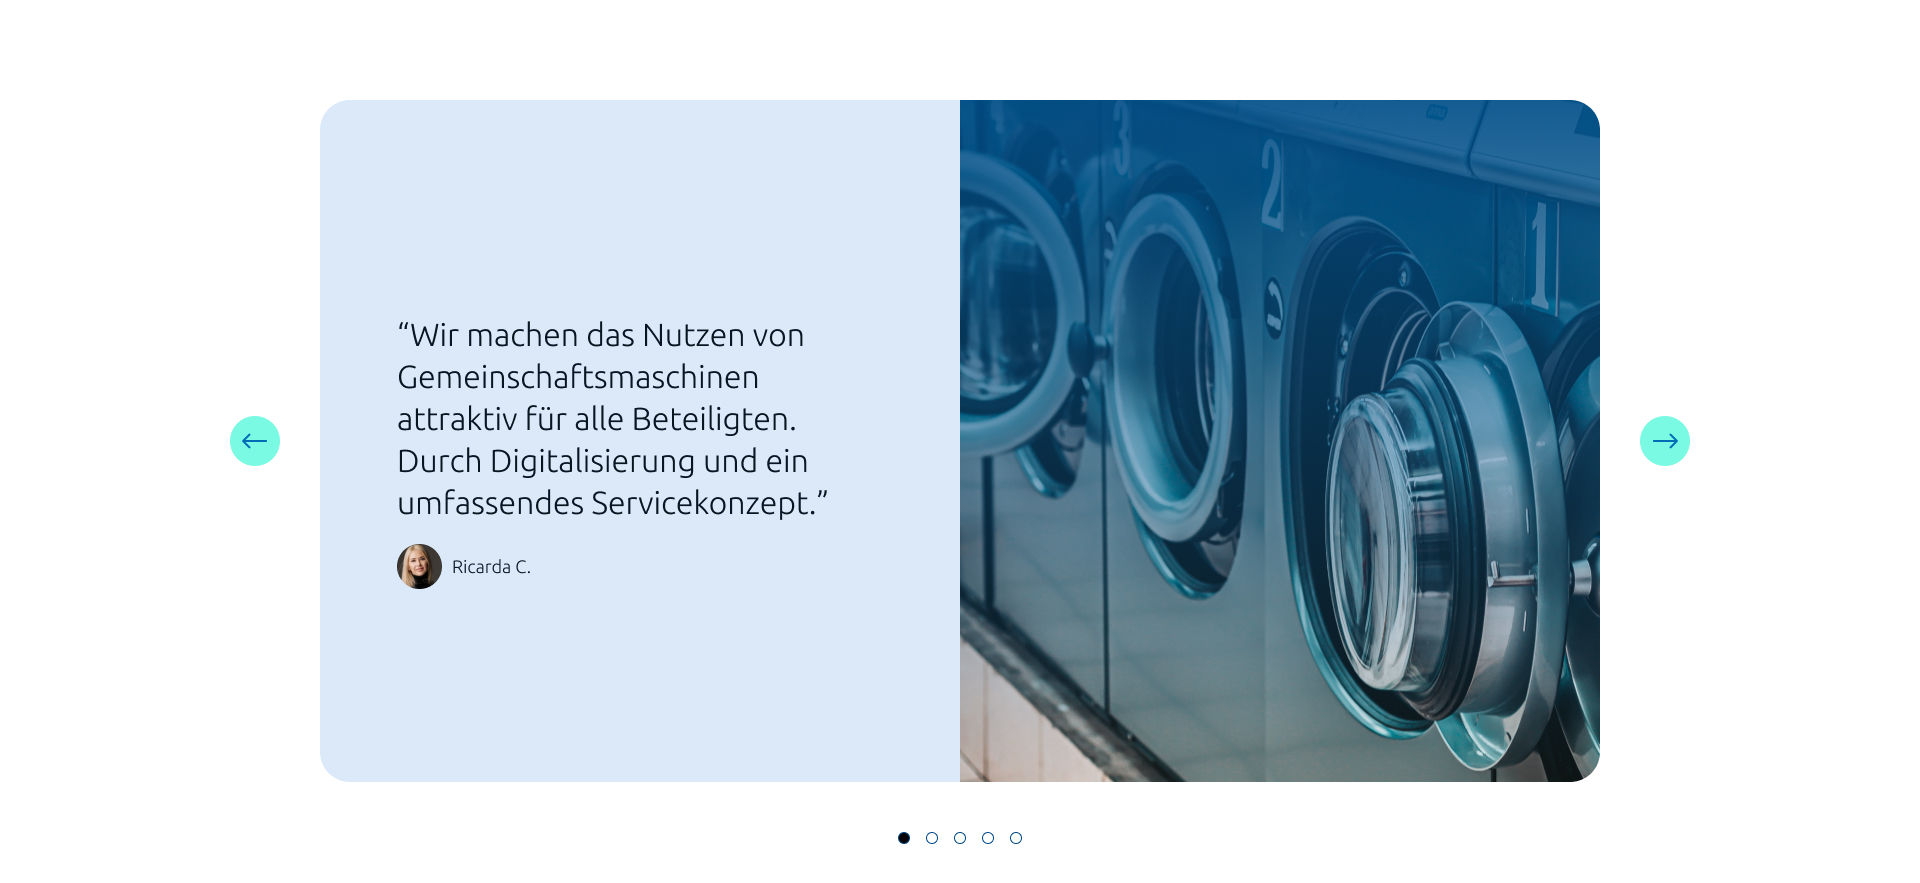 3
2
1
“Wir machen das Nutzen von
Gemeinschaftsmaschinen
attraktiv für alle Beteiligten.
Durch Digitalisierung und ein
umfassendes Servicekonzept.”
Ricarda C.